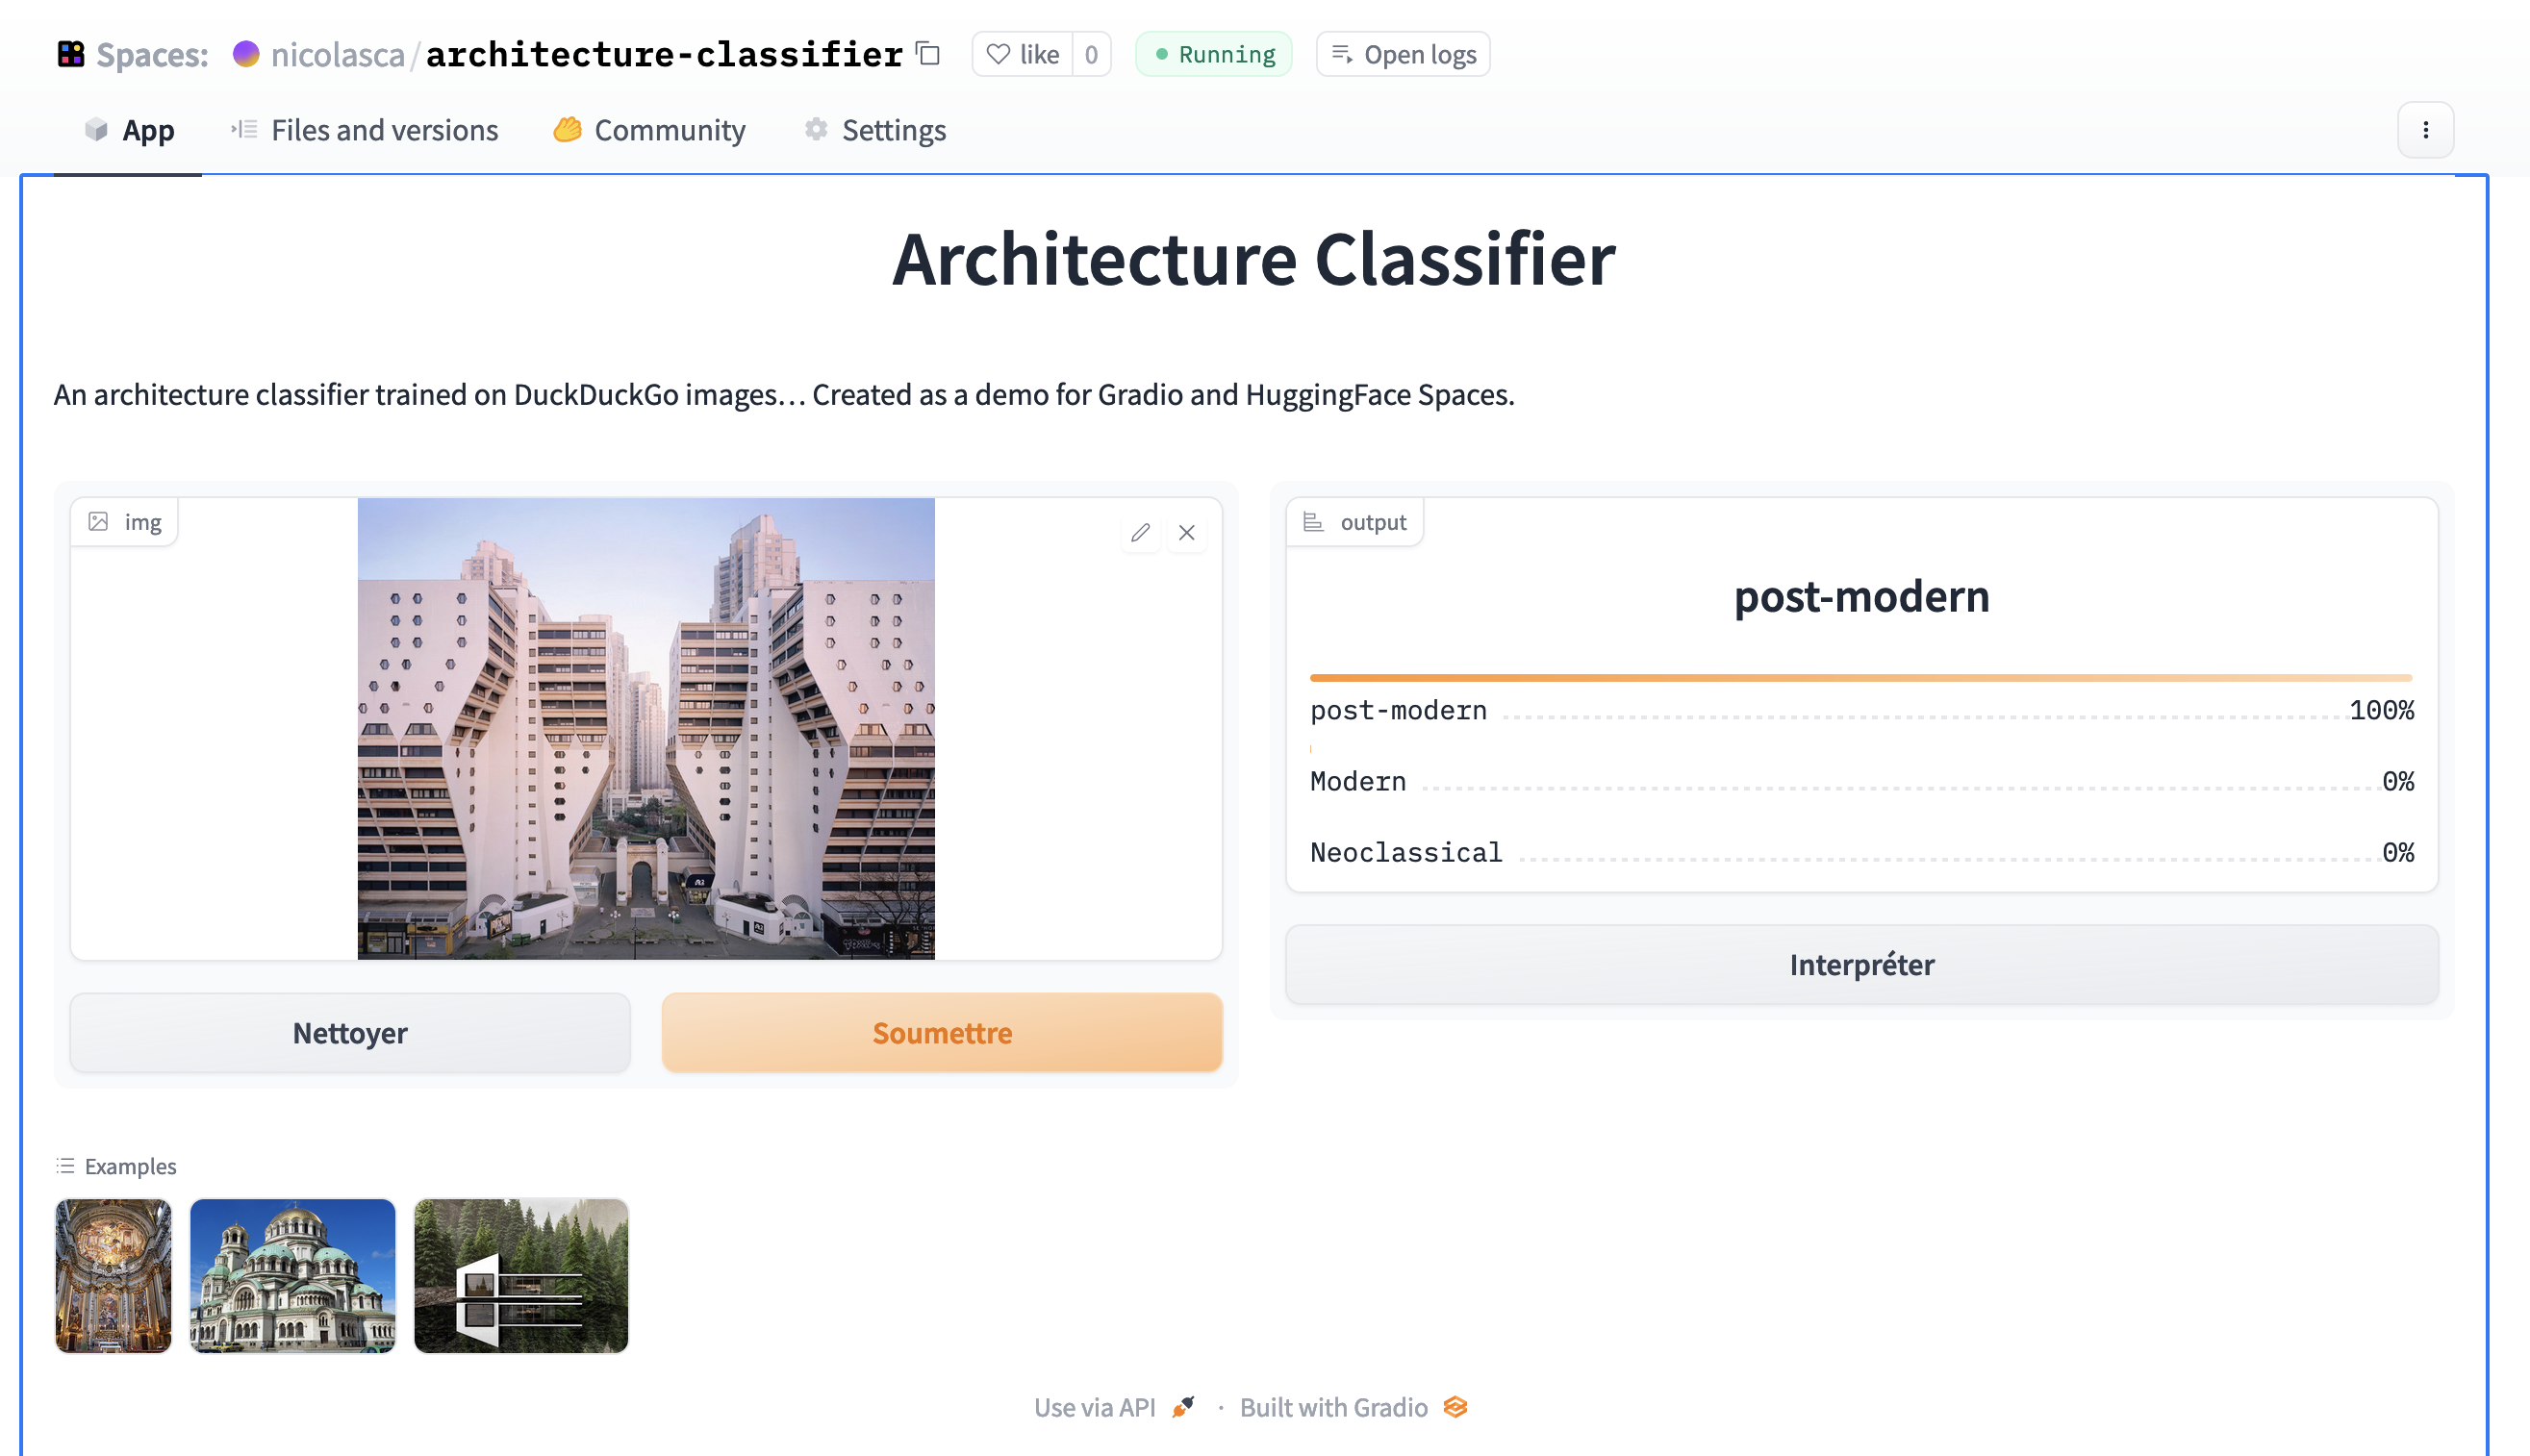 Spaces: nicolasca/architecture-classifier like 0 Running Open logs
App Files and versions Community Settings
Architecture Classifier
An architecture classifier trained on DuckDuckGo images... Created as a demo for Gradio and HuggingFace Spaces.
img
output
post-modern
post-modern 100%
Modern 0%
Neoclassical 0%
Interpréter
Nettoyer Soumettre
Examples
Use via API · Built with Gradio